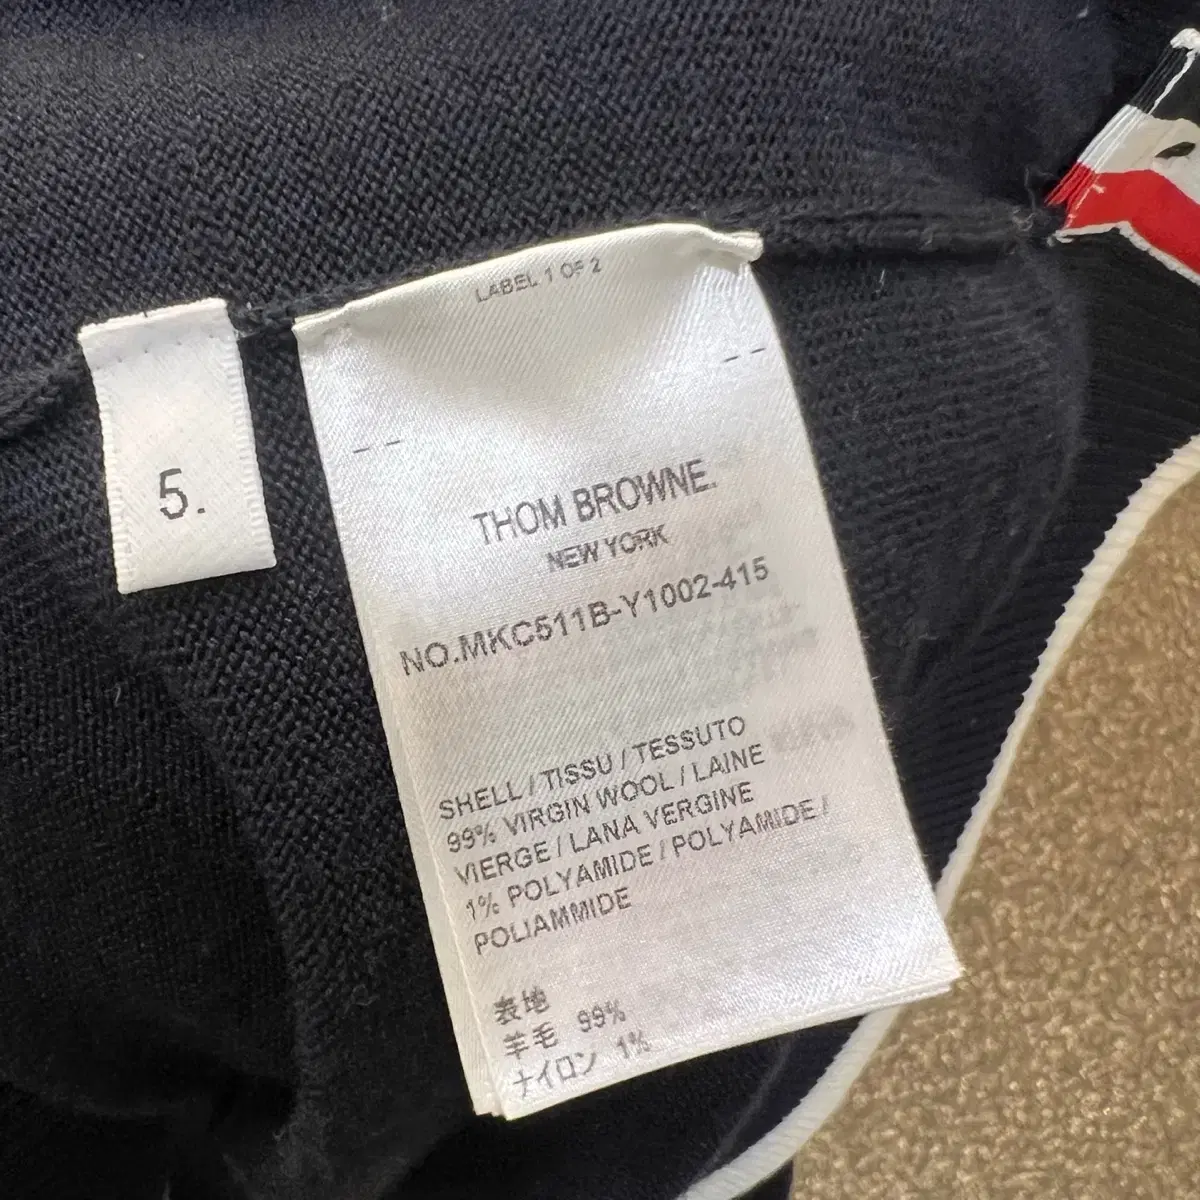 LABEL 1 OF 2
5.
THOM BROWNE.
NEW YORK
NO.MKC511B-Y1002-415
SHELL / TISSU / TESSUTO
99% VIRGIN WOOL / LAINE
VIERGE / LANA VERGINE
1% POLYAMIDE / POLYAMIDE /
POLIAMMIDE
表地
羊毛 99%
ナイロン 1%